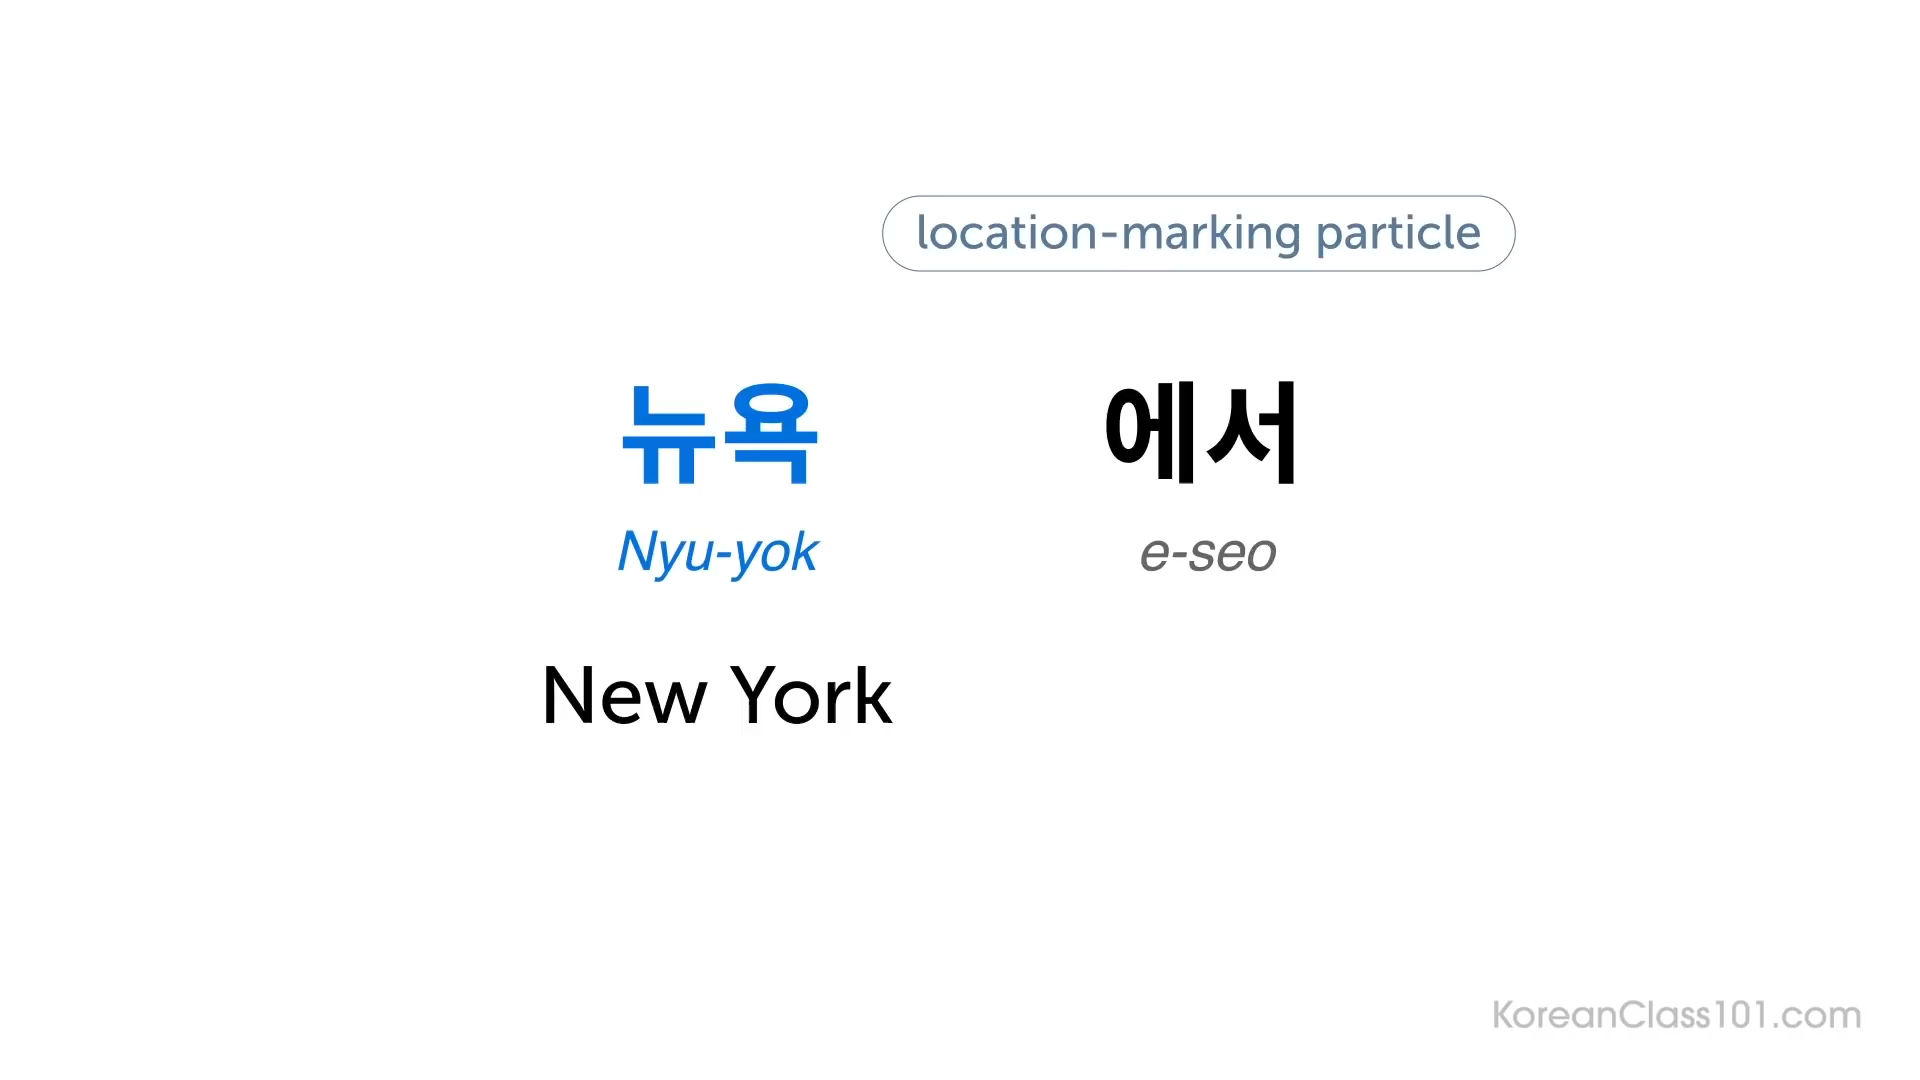 location-marking particle
뉴욕 에서
Nyu-yok e-seo
New York
KoreanClass101.com